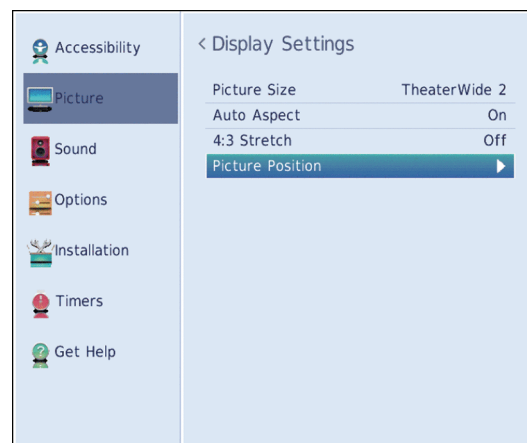 Accessibility
Picture
Sound
Options
Installation
Timers
Get Help
< Display Settings
Picture Size TheaterWide 2
Auto Aspect On
4:3 Stretch Off
Picture Position